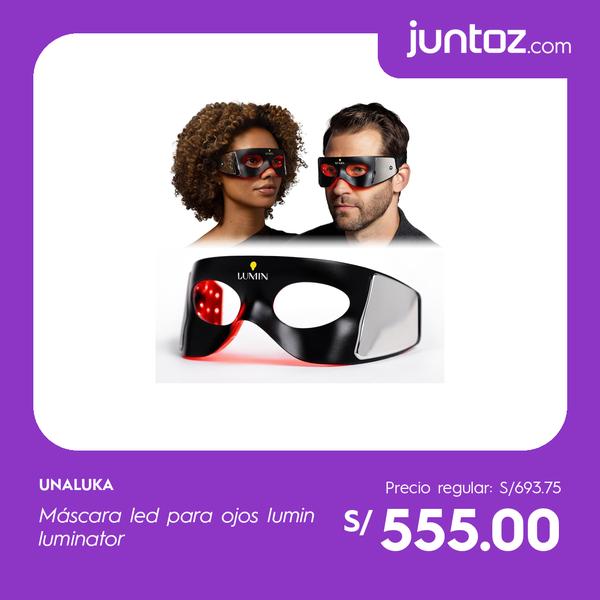 juntoz.com
LUMIN
UNALUKA
Máscara led para ojos lumin
luminator
Precio regular: S/693.75
S/ 555.00